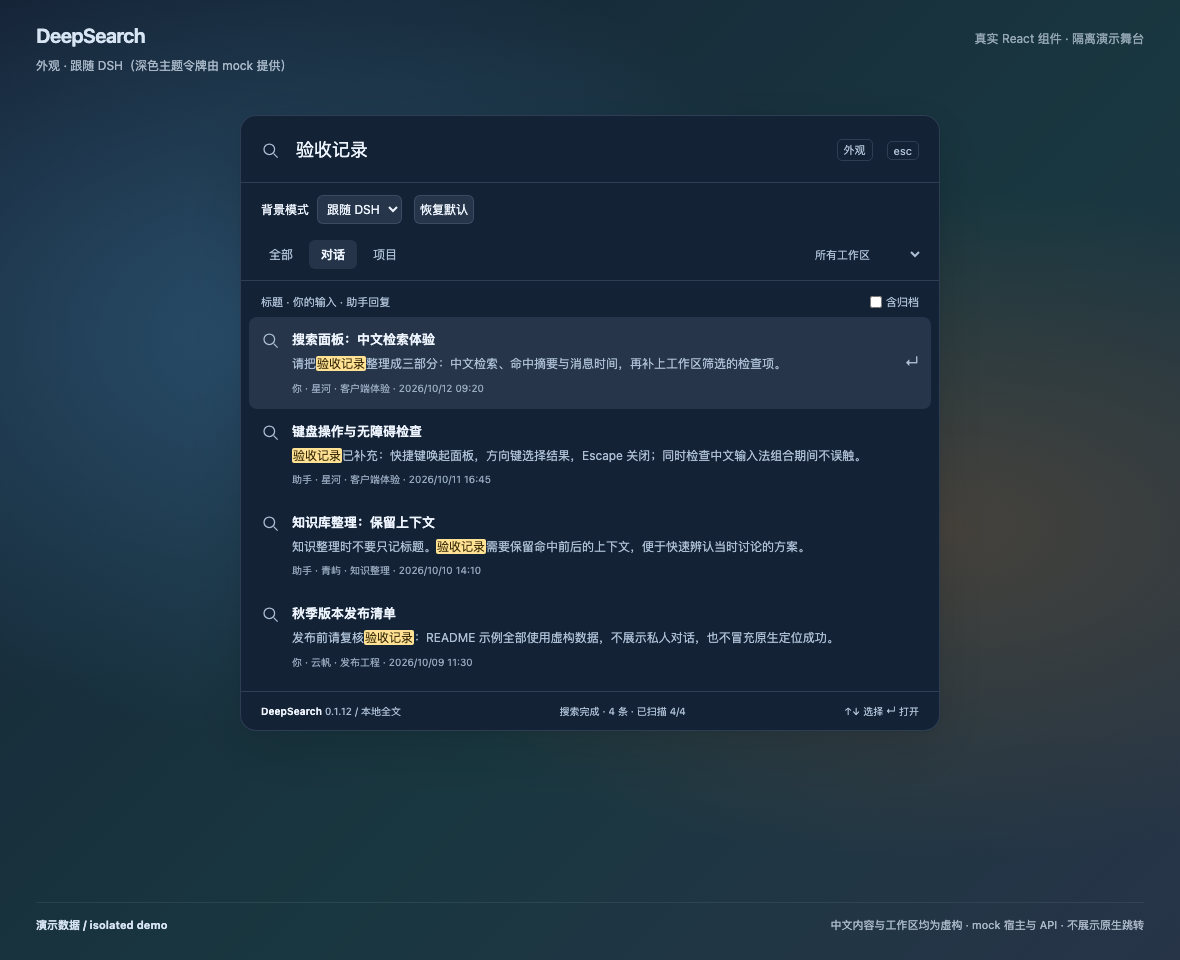 DeepSearch
真实 React 组件 · 隔离演示舞台
外观 · 跟随 DSH（深色主题令牌由 mock 提供）
验收记录
外观
esc
背景模式
跟随 DSH
恢复默认
全部
对话
项目
所有工作区
标题 · 你的输入 · 助手回复
含归档
搜索面板：中文检索体验
请把验收记录整理成三部分：中文检索、命中摘要与消息时间，再补上工作区筛选的检查项。
你 · 星河 · 客户端体验 · 2026/10/12 09:20
键盘操作与无障碍检查
验收记录已补充：快捷键唤起面板，方向键选择结果，Escape 关闭；同时检查中文输入法组合期间不误触。
助手 · 星河 · 客户端体验 · 2026/10/11 16:45
知识库整理：保留上下文
知识整理时不要只记标题。验收记录需要保留命中前后的上下文，便于快速辨认当时讨论的方案。
助手 · 青屿 · 知识整理 · 2026/10/10 14:10
秋季版本发布清单
发布前请复核验收记录：README 示例全部使用虚构数据，不展示私人对话，也不冒充原生定位成功。
你 · 云帆 · 发布工程 · 2026/10/09 11:30
DeepSearch 0.1.12 / 本地全文
搜索完成 · 4 条 · 已扫描 4/4
↑↓ 选择 ↵ 打开
演示数据 / isolated demo
中文内容与工作区均为虚构 · mock 宿主与 API · 不展示原生跳转